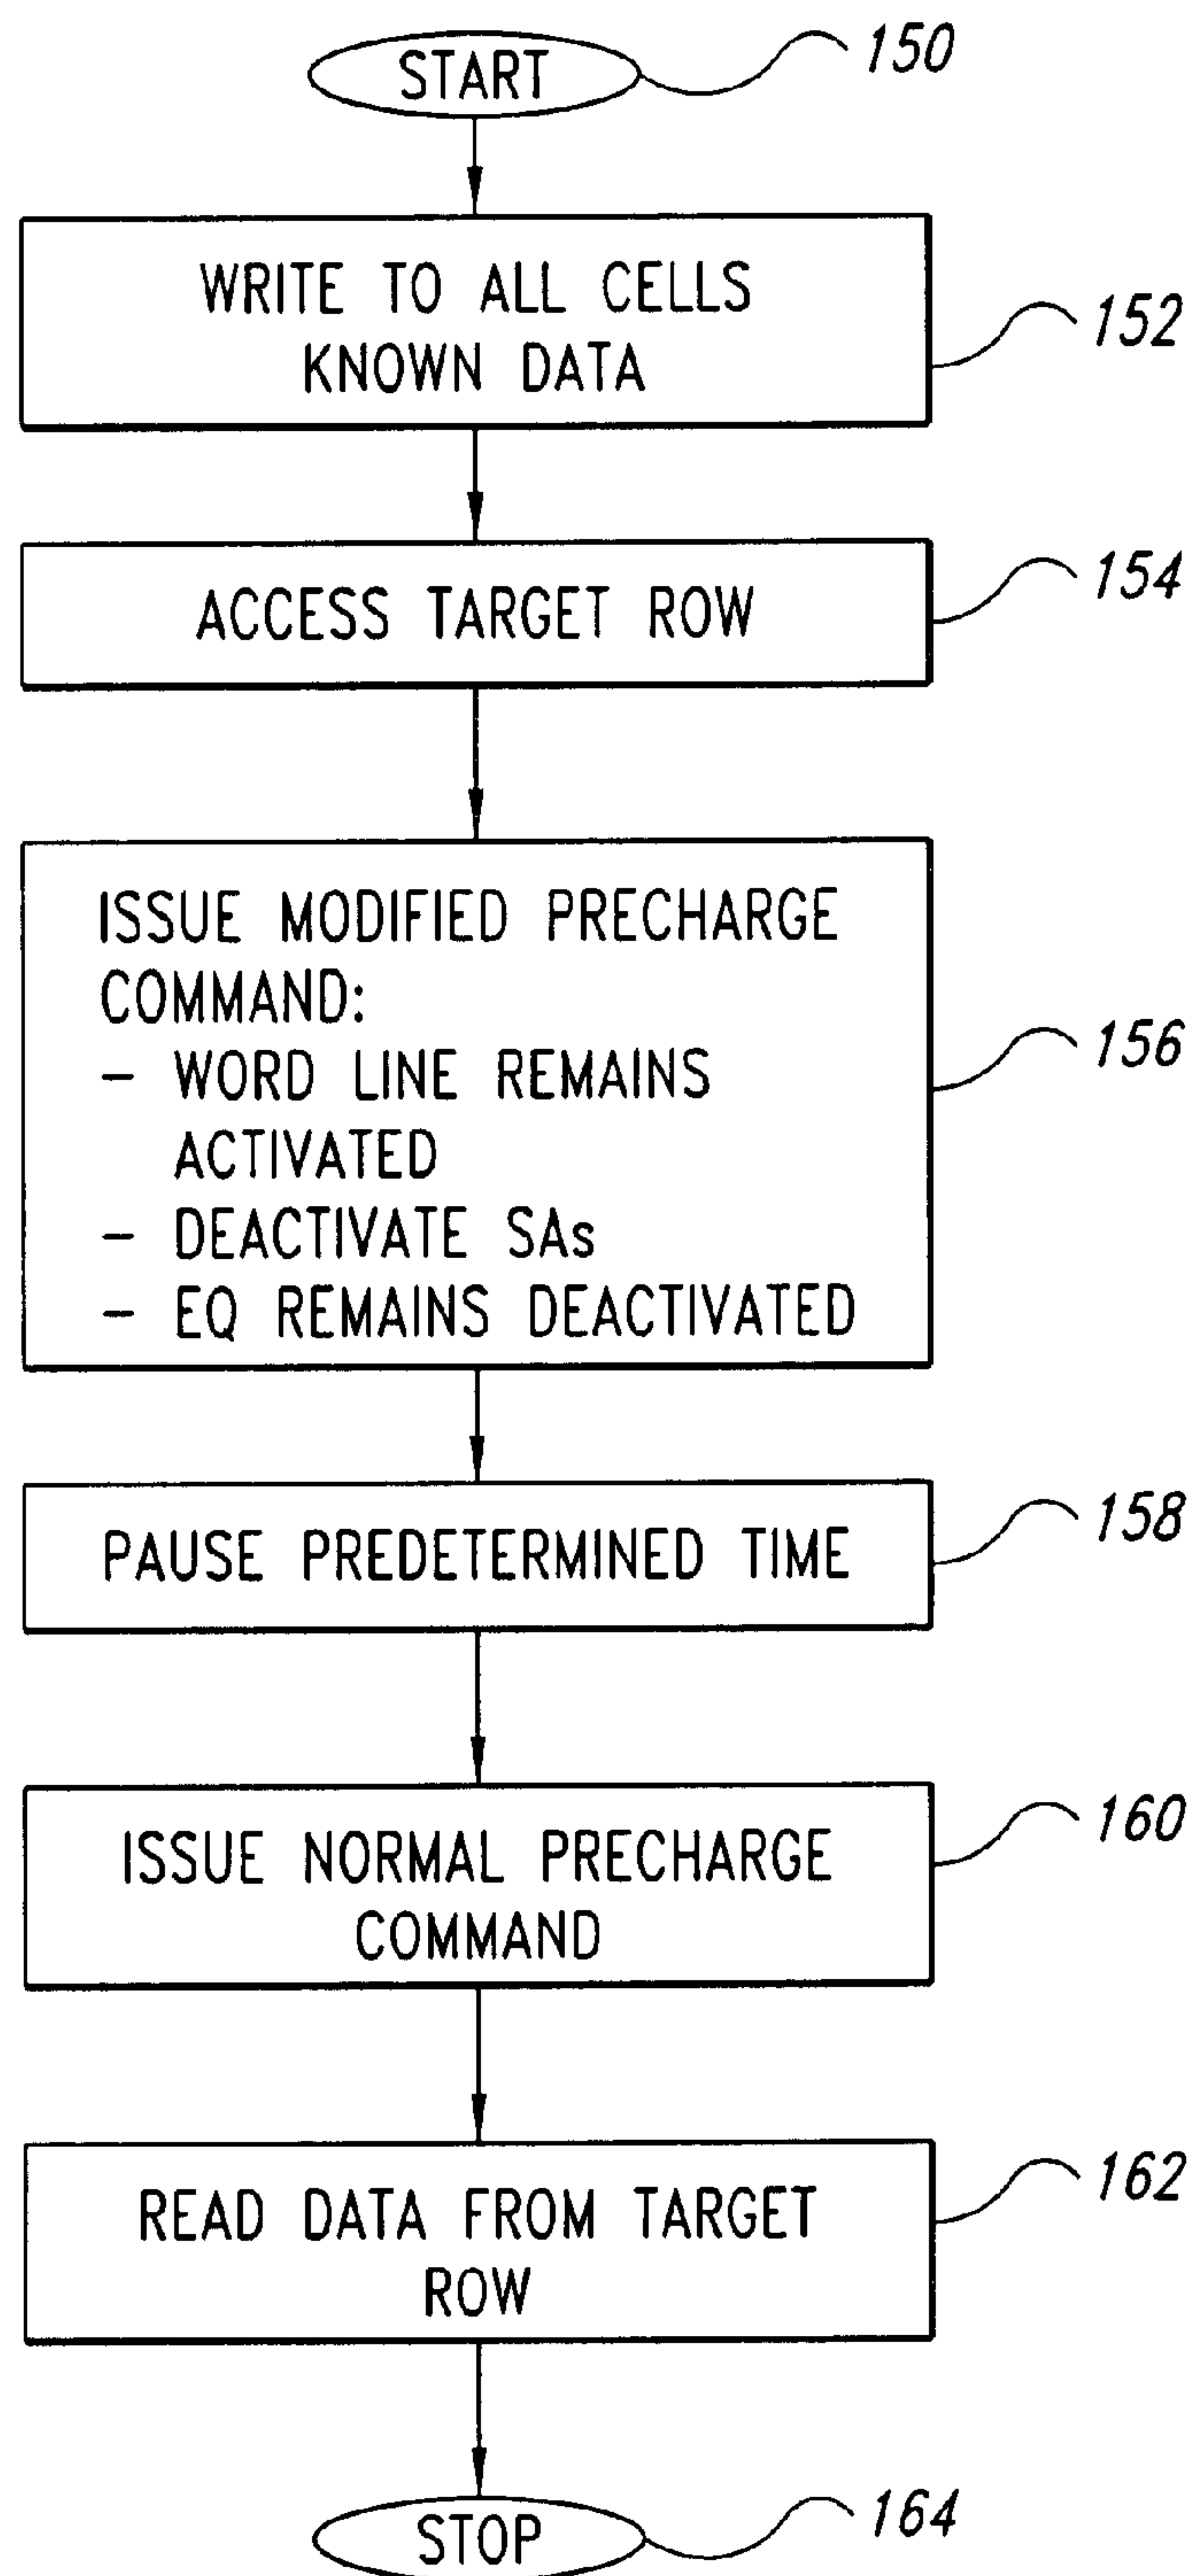 START
150
WRITE TO ALL CELLS
KNOWN DATA
152
ACCESS TARGET ROW
154
ISSUE MODIFIED PRECHARGE
COMMAND:
- WORD LINE REMAINS
ACTIVATED
- DEACTIVATE SAs
- EQ REMAINS DEACTIVATED
156
PAUSE PREDETERMINED TIME
158
ISSUE NORMAL PRECHARGE
COMMAND
160
READ DATA FROM TARGET
ROW
162
STOP
164